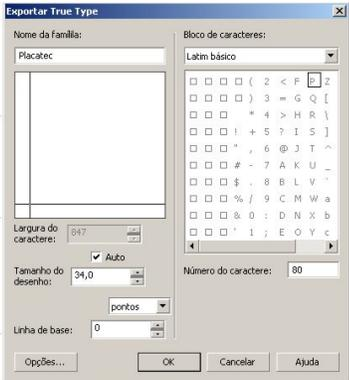 Exportar True Type
Nome da famílila:
Placatec
Largura do caractere:
847
Auto
Tamanho do desenho:
34,0
pontos
Linha de base:
0
Bloco de caracteres:
Latim básico
( 2 < F P Z
) 3 = G Q [
* 4 > H R \
! + 5 ? I S ]
" , 6 @ J T ^
# - 7 A K U _
$ . 8 B L V `
% / 9 C M W a
& 0 : D N X b
' 1 ; E O Y c
Número do caractere:
80
Opções...
OK
Cancelar
Ajuda